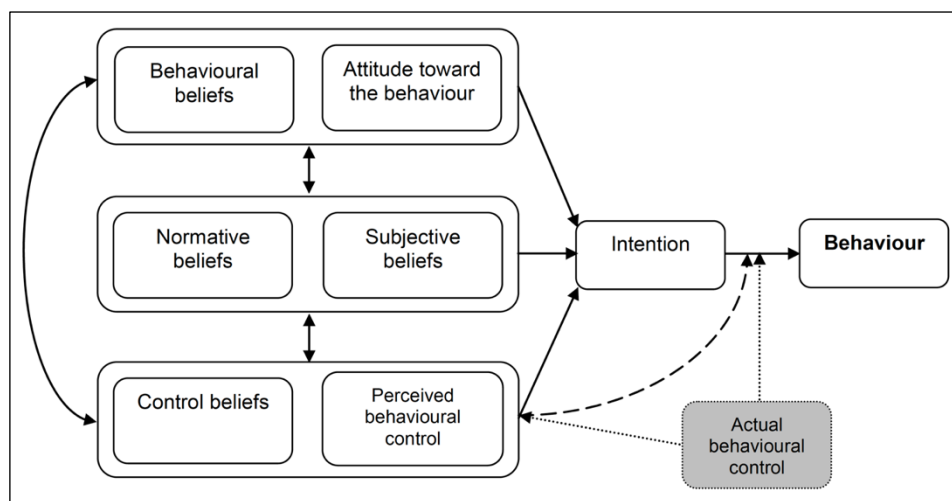 Behavioural
beliefs
Attitude toward
the behaviour
Normative
beliefs
Subjective
beliefs
Intention
Behaviour
Control beliefs
Perceived
behavioural
control
Actual
behavioural
control